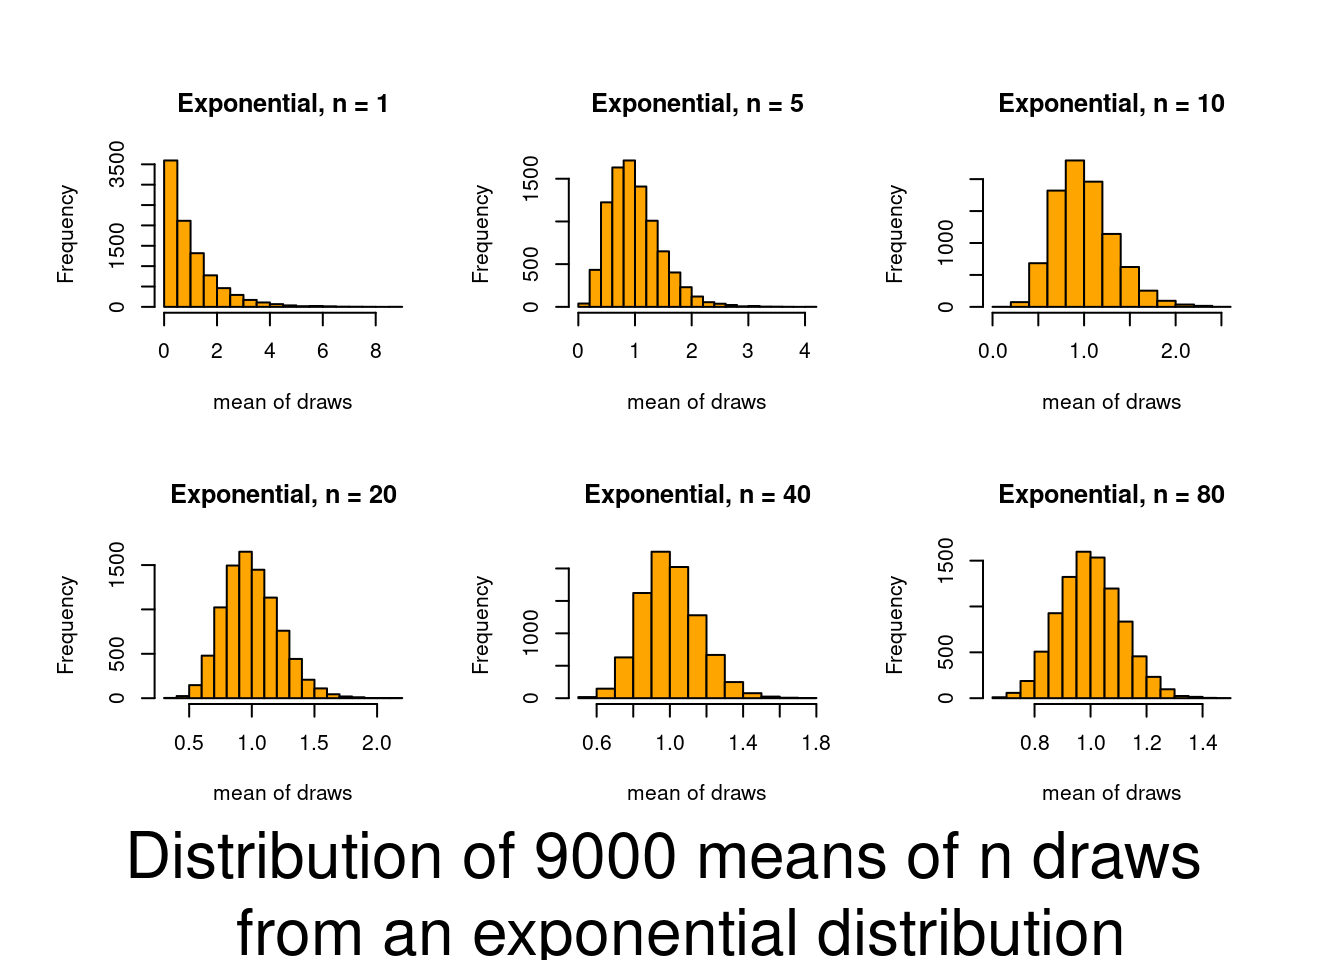 Exponential, n = 1
Frequency
0 1500 3500
0 2 4 6 8
mean of draws
Exponential, n = 5
Frequency
0 500 1500
0 1 2 3 4
mean of draws
Exponential, n = 10
Frequency
0 1000
0.0 1.0 2.0
mean of draws
Exponential, n = 20
Frequency
0 500 1500
0.5 1.0 1.5 2.0
mean of draws
Exponential, n = 40
Frequency
0 1000
0.6 1.0 1.4 1.8
mean of draws
Exponential, n = 80
Frequency
0 500 1500
0.8 1.0 1.2 1.4
mean of draws
Distribution of 9000 means of n draws
from an exponential distribution